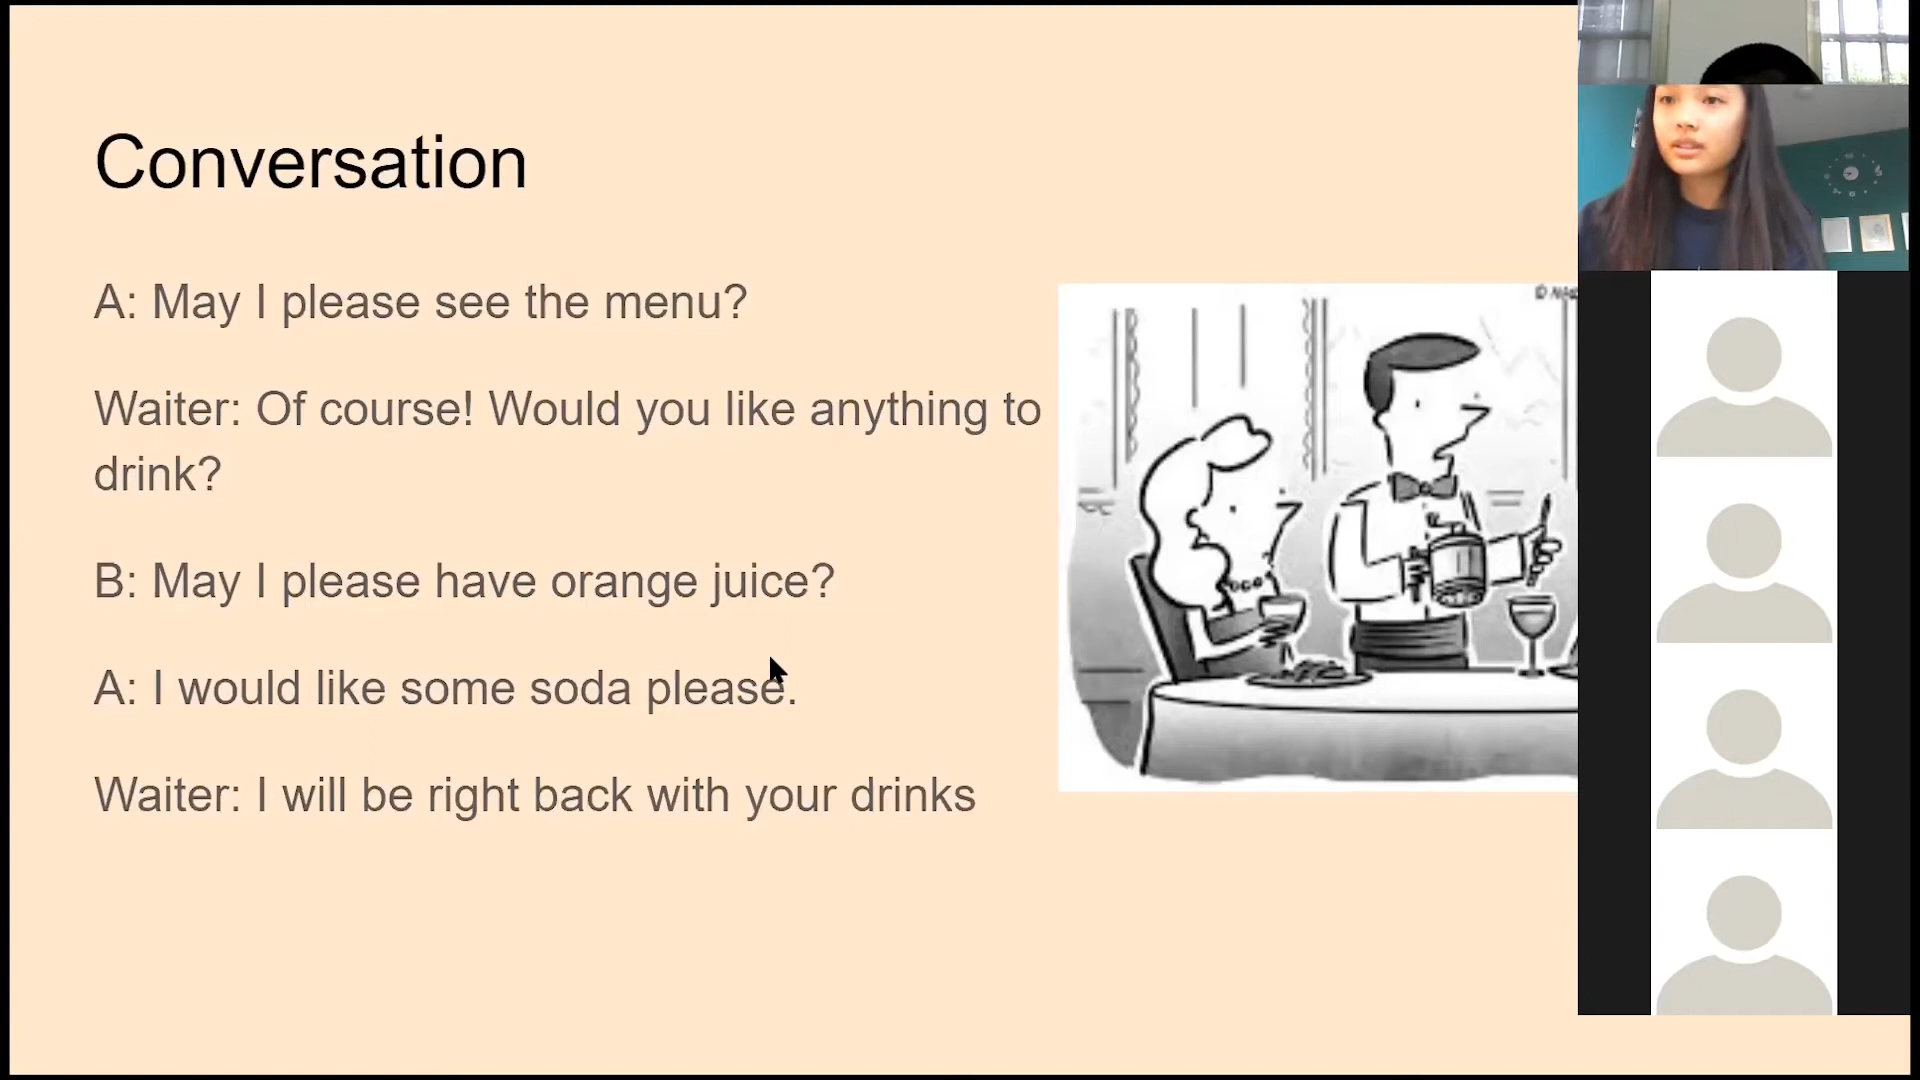 Conversation
A: May I please see the menu?
Waiter: Of course! Would you like anything to
drink?
B: May I please have orange juice?
A: I would like some soda please.
Waiter: I will be right back with your drinks